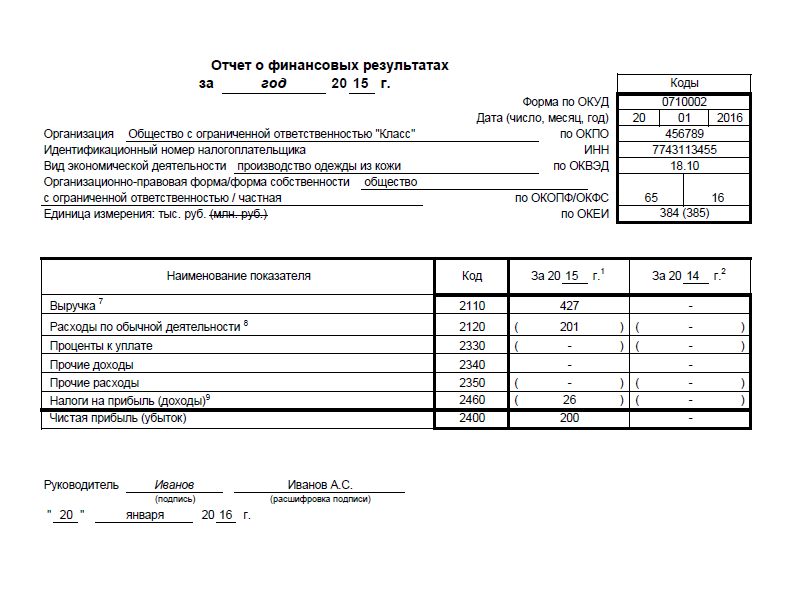 Отчет о финансовых результатах
за год 20 15 г.
Коды
Форма по ОКУД 0710002
Дата (число, месяц, год) 20 01 2016
Организация Общество с ограниченной ответственностью "Класс" по ОКПО 456789
Идентификационный номер налогоплательщика ИНН 7743113455
Вид экономической деятельности производство одежды из кожи по ОКВЭД 18.10
Организационно-правовая форма/форма собственности общество
с ограниченной ответственностью / частная по ОКОПФ/ОКФС 65 16
Единица измерения: тыс. руб. (млн. руб.) по ОКЕИ 384 (385)
Наименование показателя Код За 20 15 г.1 За 20 14 г.2
Выручка 7 2110 427 -
Расходы по обычной деятельности 8 2120 ( 201 ) ( - )
Проценты к уплате 2330 ( - ) ( - )
Прочие доходы 2340 - -
Прочие расходы 2350 ( - ) ( - )
Налоги на прибыль (доходы)9 2460 ( 26 ) ( - )
Чистая прибыль (убыток) 2400 200 -
Руководитель Иванов Иванов А.С.
(подпись) (расшифровка подписи)
" 20 " января 20 16 г.